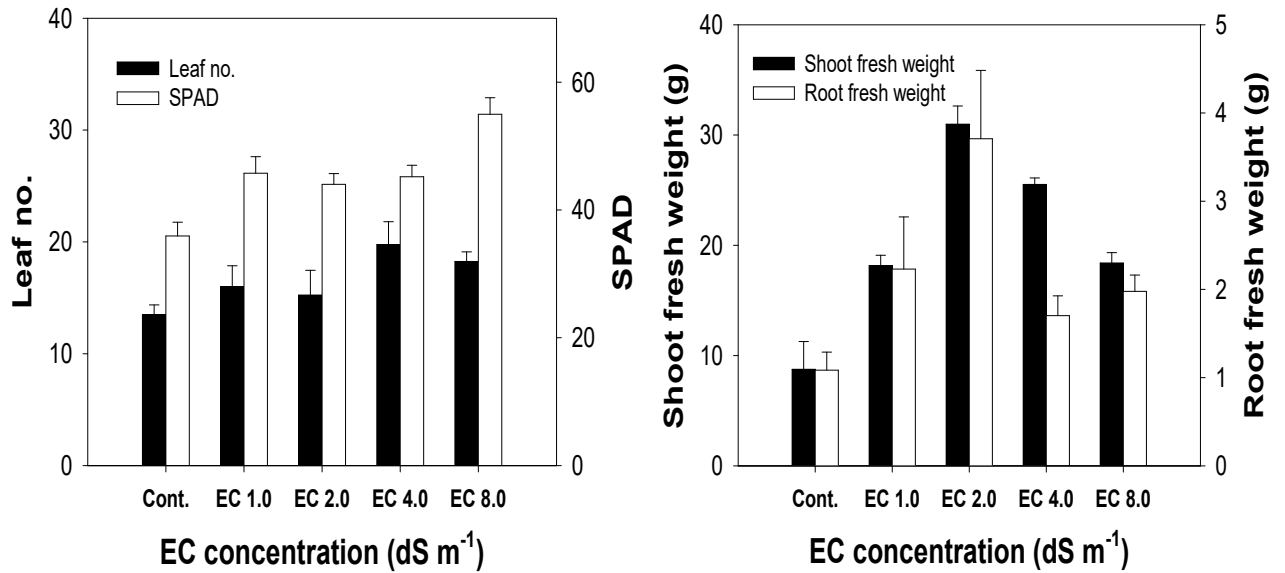 40
30
20
10
0
Leaf no.
Leaf no.
SPAD
60
40
20
0
SPAD
Cont. EC 1.0 EC 2.0 EC 4.0 EC 8.0
EC concentration (dS m⁻¹)
40
30
20
10
0
Shoot fresh weight (g)
Shoot fresh weight
Root fresh weight
5
4
3
2
1
0
Root fresh weight (g)
Cont. EC 1.0 EC 2.0 EC 4.0 EC 8.0
EC concentration (dS m⁻¹)